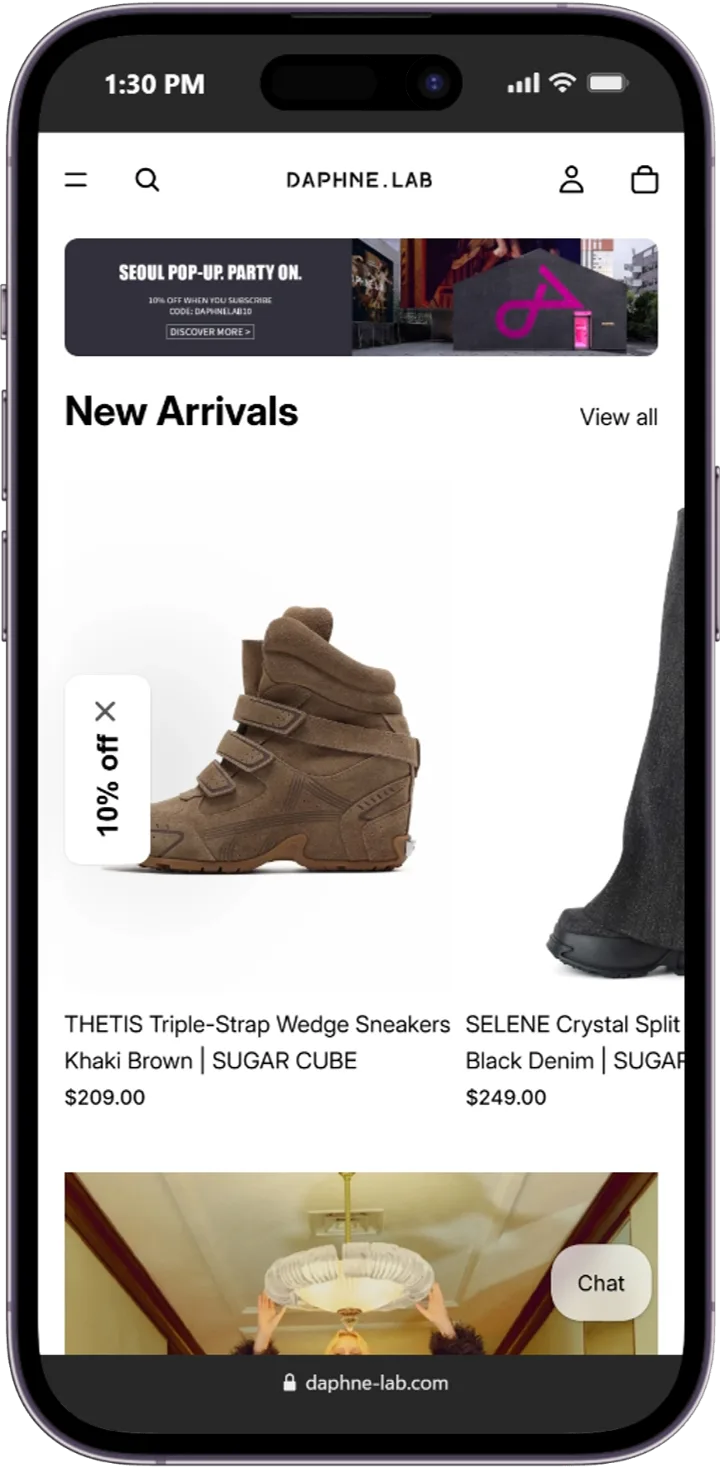 1:30 PM
DAPHNE.LAB
SEOUL POP-UP. PARTY ON.
10% OFF WHEN YOU SUBSCRIBE
CODE: DAPHNELAB10
DISCOVER MORE >
New Arrivals
View all
10% off
THETIS Triple-Strap Wedge Sneakers
Khaki Brown | SUGAR CUBE
$209.00
SELENE Crystal Split
Black Denim | SUGAR
$249.00
Chat
daphne-lab.com